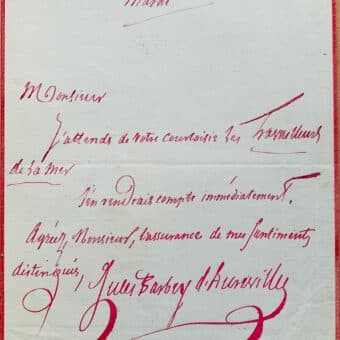 Mardi
Monsieur
J'attends de votre courtoisie Les Travailleurs
de La Mer
J'en rendrais compte immédiatement.
Agréez, Monsieur, l'assurance de mes sentiments
distingués,
Jules Barbey d'Aurevilly